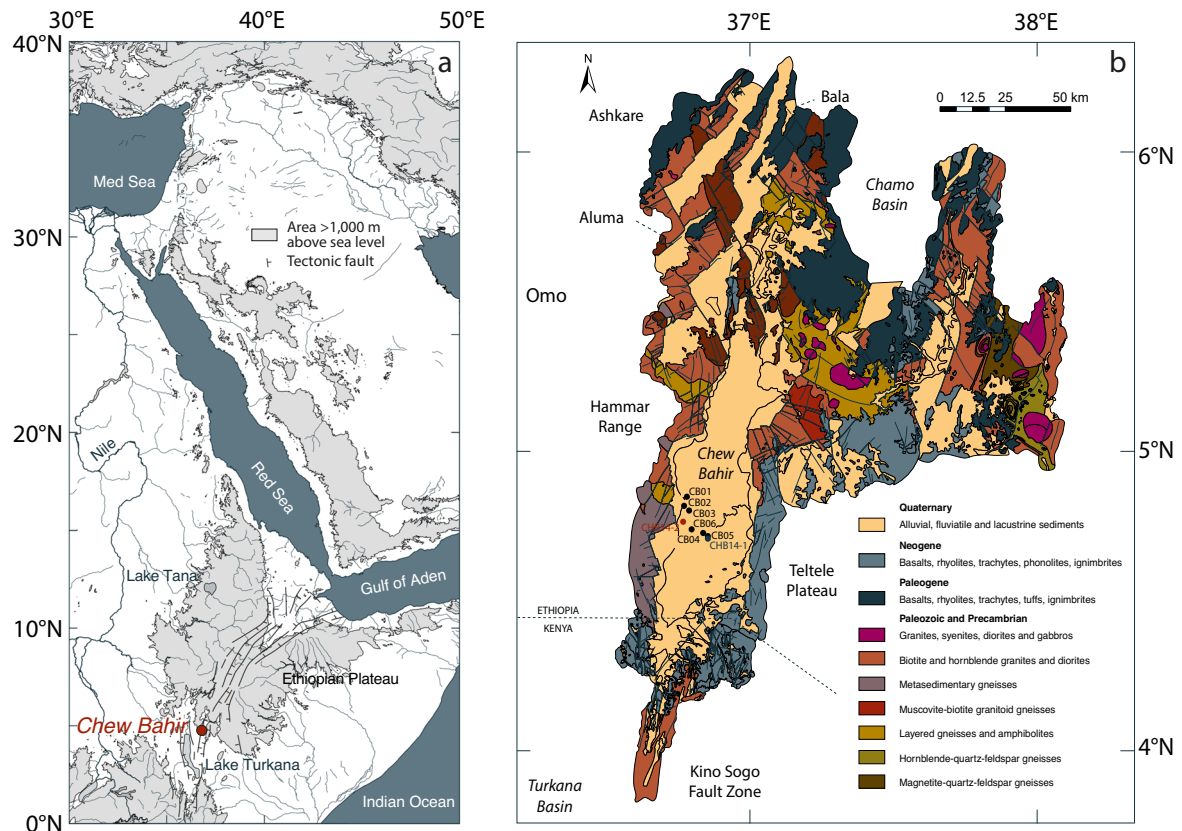 30°E
40°E
50°E
40°N
30°N
20°N
10°N
0°N
a
Med Sea
Area >1,000 m
above sea level
Tectonic fault
Nile
Red Sea
Lake Tana
Gulf of Aden
Ethiopian Plateau
Chew Bahir
Lake Turkana
Indian Ocean
37°E
38°E
b
N
0 12.5 25 50 km
Ashkare
Bala
6°N
Chamo
Basin
Aluma
Omo
Hammar
Range
5°N
Chew
Bahir
CB01
CB02
CB03
CHB14-2
CB06
CB04
CB05
CHB14-1
Teltele
Plateau
ETHIOPIA
KENYA
4°N
Kino Sogo
Fault Zone
Turkana
Basin
Quaternary
Alluvial, fluviatile and lacustrine sediments
Neogene
Basalts, rhyolites, trachytes, phonolites, ignimbrites
Paleogene
Basalts, rhyolites, trachytes, tuffs, ignimbrites
Paleozoic and Precambrian
Granites, syenites, diorites and gabbros
Biotite and hornblende granites and diorites
Metasedimentary gneisses
Muscovite-biotite granitoid gneisses
Layered gneisses and amphibolites
Hornblende-quartz-feldspar gneisses
Magnetite-quartz-feldspar gneisses